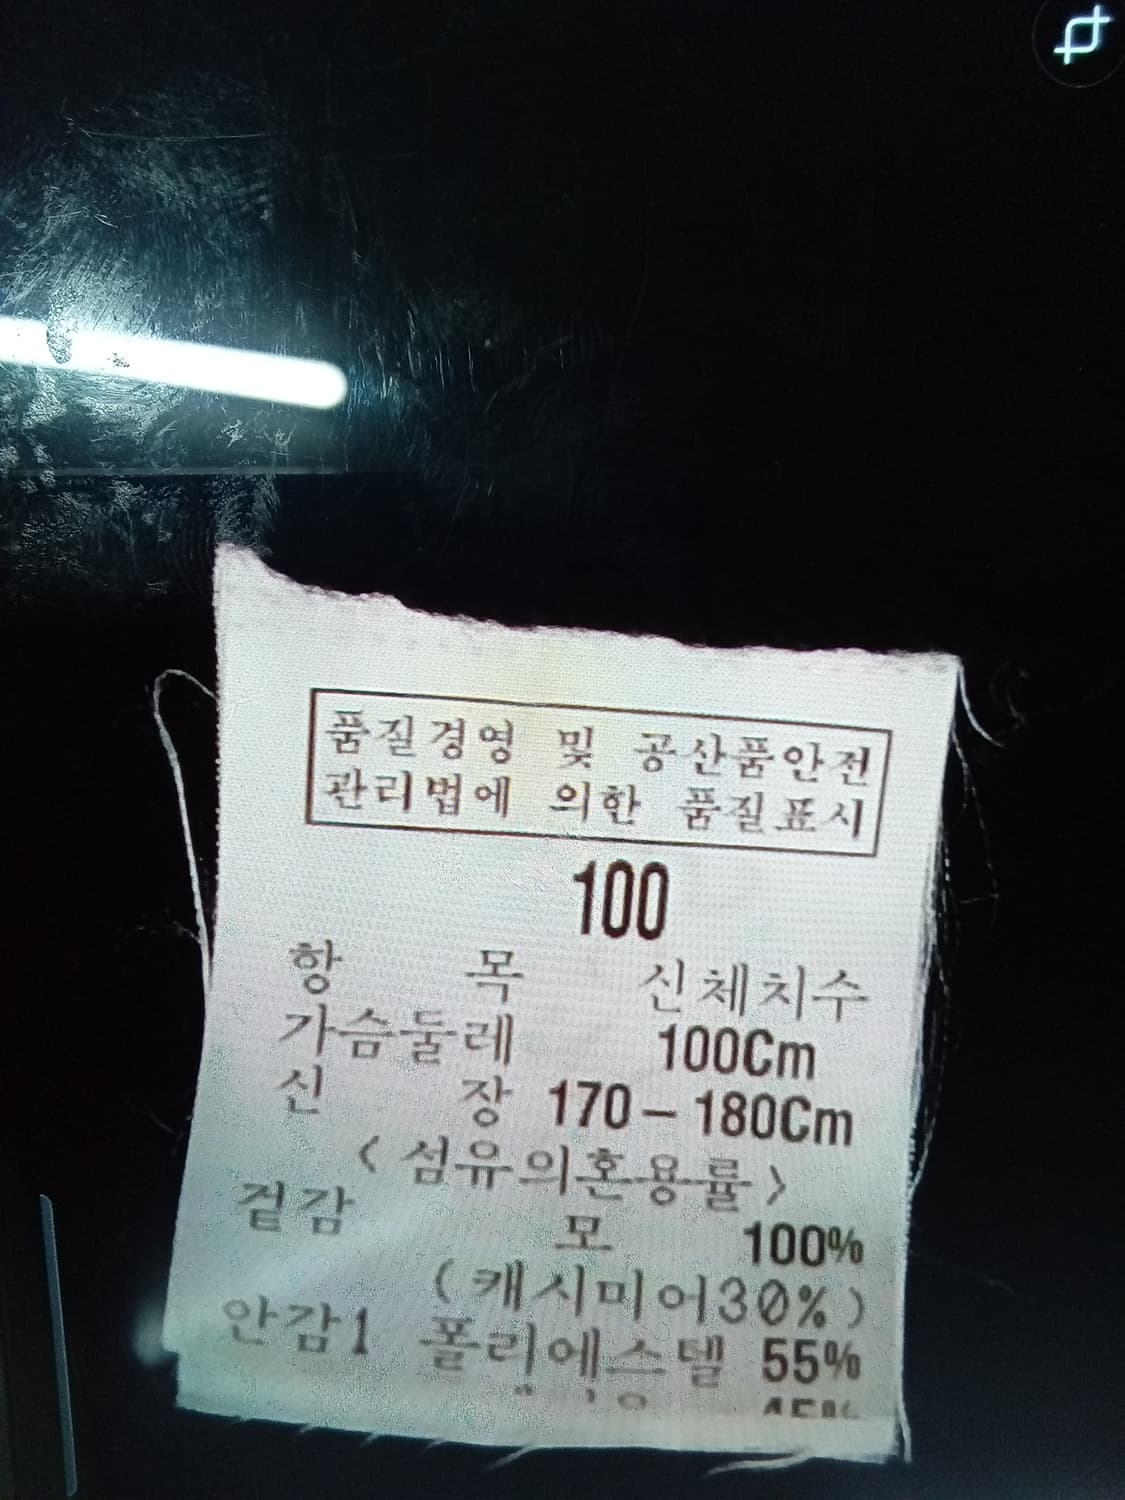 품질경영 및 공산품안전
관리법에 의한 품질표시
100
항 목 신체치수
가슴둘레 100Cm
신 장 170-180Cm
<섬유의혼용률>
겉감 모 100%
(캐시미어30%)
안감1 폴리에스텔 55%